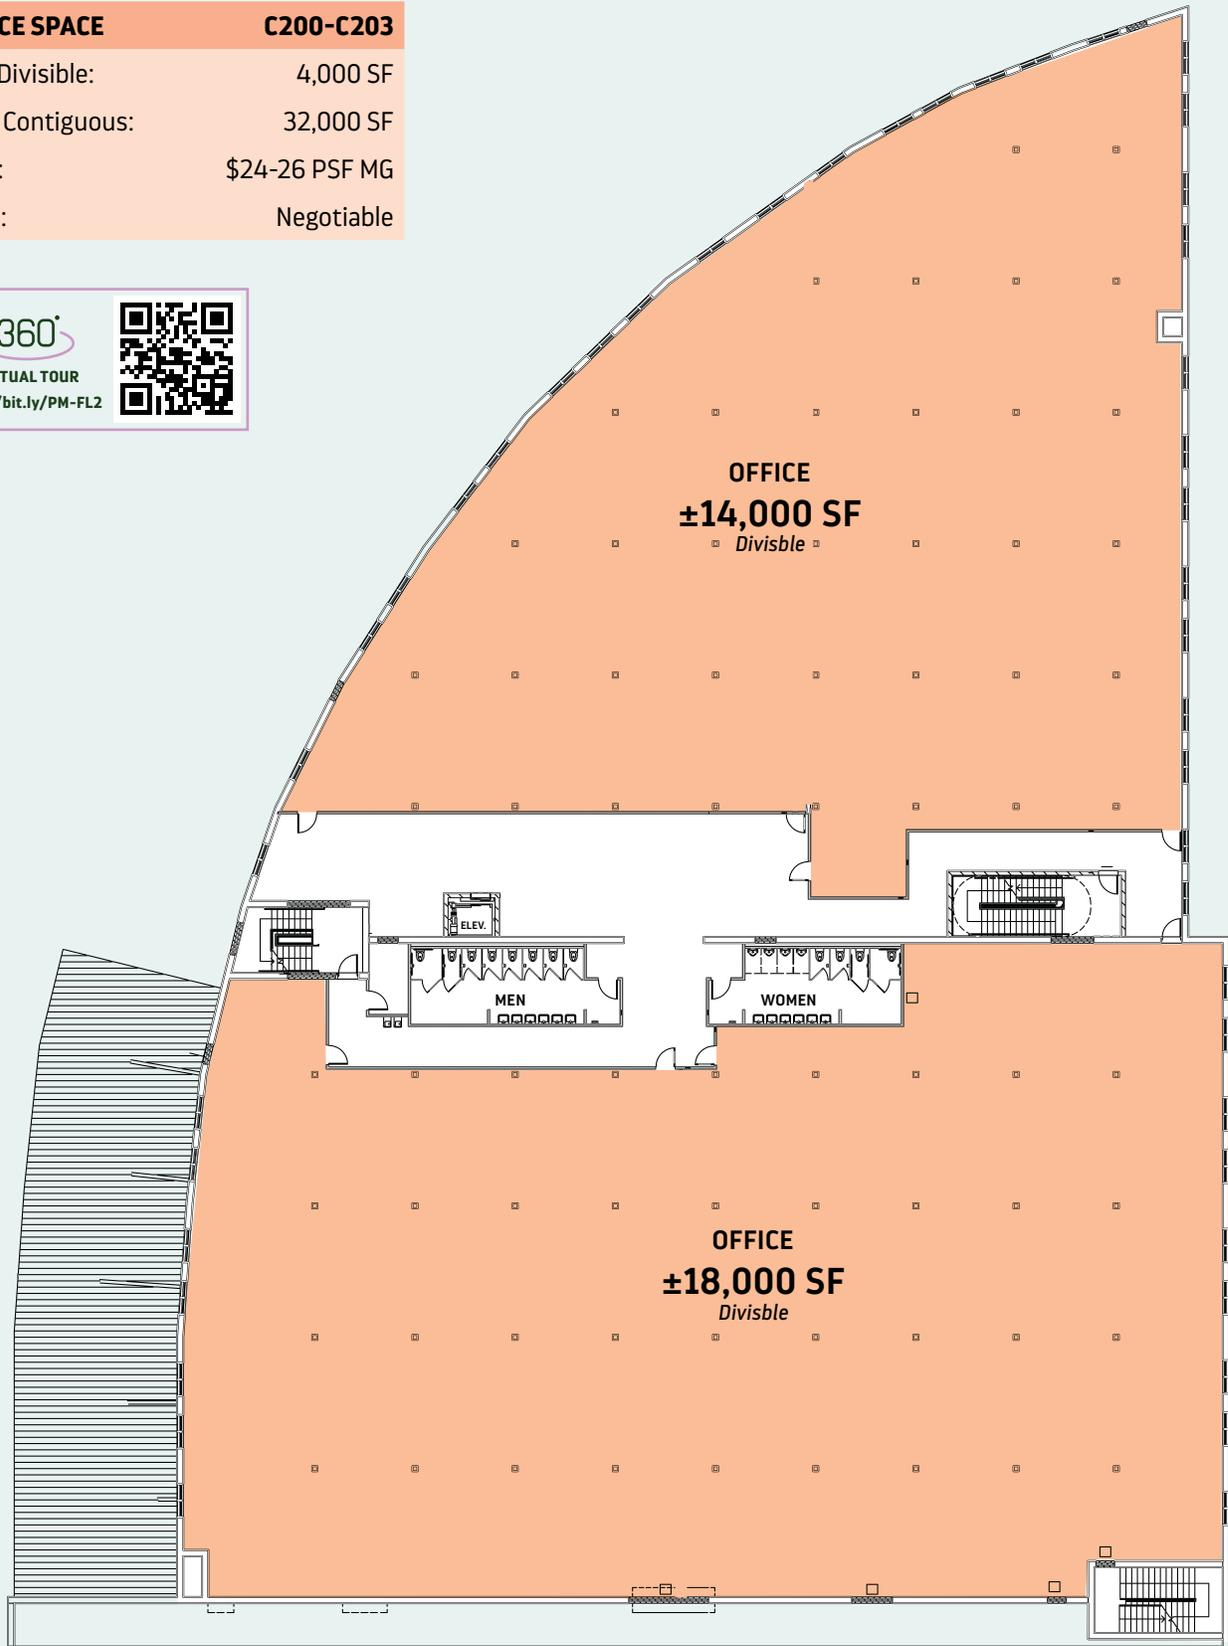 CE SPACE C200-C203
Divisible: 4,000 SF
Contiguous: 32,000 SF
: $24-26 PSF MG
: Negotiable
360°
TUAL TOUR
/bit.ly/PM-FL2
OFFICE
±14,000 SF
Divisble
ELEV.
MEN
WOMEN
OFFICE
±18,000 SF
Divisble